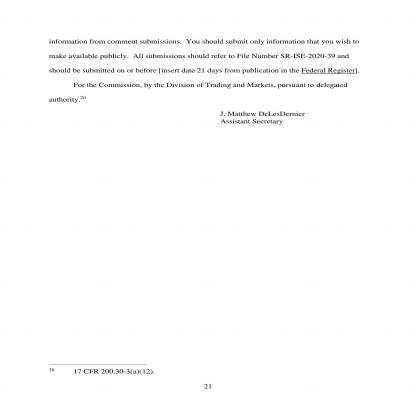 information from comment submissions.  You should submit only information that you wish to
make available publicly.  All submissions should refer to File Number SR-ISE-2020-39 and
should be submitted on or before [insert date 21 days from publication in the Federal Register].
For the Commission, by the Division of Trading and Markets, pursuant to delegated
authority.20
J. Matthew DeLesDernier
Assistant Secretary
20 17 CFR 200.30-3(a)(12).
21